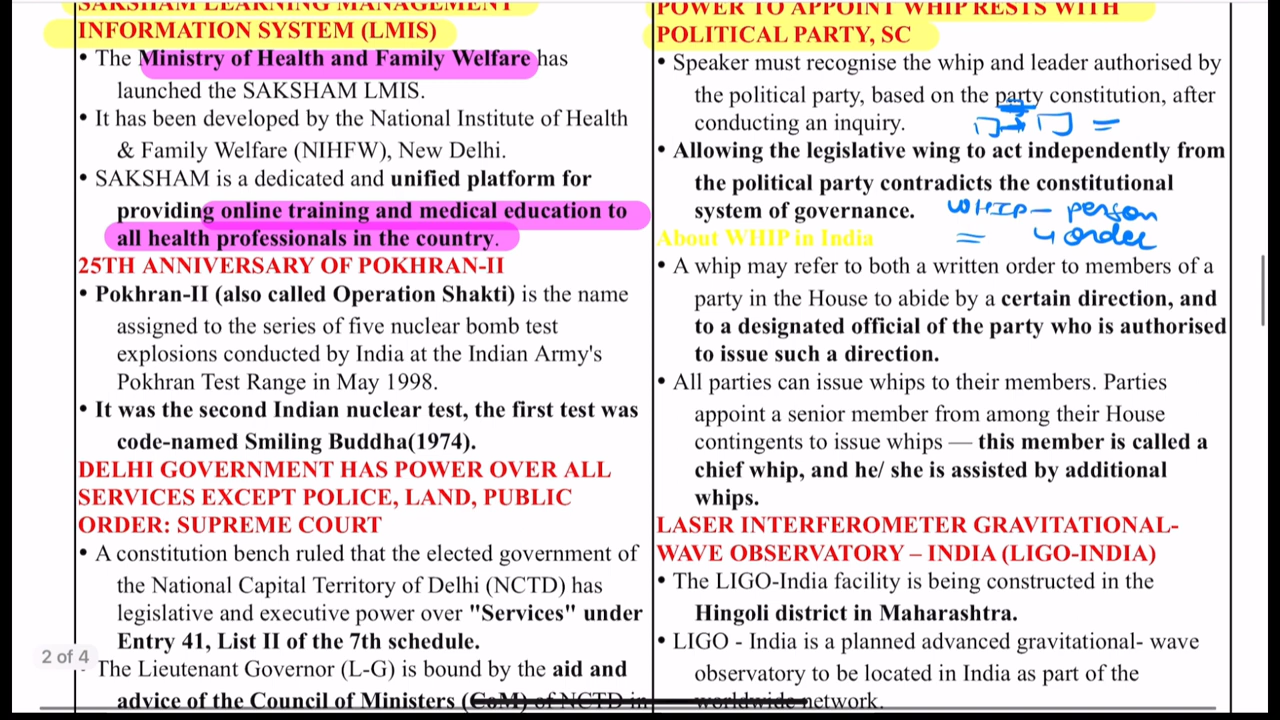 SAKSHAM LEARNING MANAGEMENT
INFORMATION SYSTEM (LMIS)
• The Ministry of Health and Family Welfare has
launched the SAKSHAM LMIS.
• It has been developed by the National Institute of Health
& Family Welfare (NIHFW), New Delhi.
• SAKSHAM is a dedicated and unified platform for
providing online training and medical education to
all health professionals in the country.
25TH ANNIVERSARY OF POKHRAN-II
• Pokhran-II (also called Operation Shakti) is the name
assigned to the series of five nuclear bomb test
explosions conducted by India at the Indian Army's
Pokhran Test Range in May 1998.
• It was the second Indian nuclear test, the first test was
code-named Smiling Buddha(1974).
DELHI GOVERNMENT HAS POWER OVER ALL
SERVICES EXCEPT POLICE, LAND, PUBLIC
ORDER: SUPREME COURT
• A constitution bench ruled that the elected government of
the National Capital Territory of Delhi (NCTD) has
legislative and executive power over "Services" under
Entry 41, List II of the 7th schedule.
2 of 4
• The Lieutenant Governor (L-G) is bound by the aid and
advice of the Council of Ministers (CoM) of NCTD in
POWER TO APPOINT WHIP RESTS WITH
POLITICAL PARTY, SC
• Speaker must recognise the whip and leader authorised by
the political party, based on the party constitution, after
conducting an inquiry.
• Allowing the legislative wing to act independently from
the political party contradicts the constitutional
system of governance.
WHIP - person
order
About WHIP in India
• A whip may refer to both a written order to members of a
party in the House to abide by a certain direction, and
to a designated official of the party who is authorised
to issue such a direction.
• All parties can issue whips to their members. Parties
appoint a senior member from among their House
contingents to issue whips — this member is called a
chief whip, and he/ she is assisted by additional
whips.
LASER INTERFEROMETER GRAVITATIONAL-
WAVE OBSERVATORY – INDIA (LIGO-INDIA)
• The LIGO-India facility is being constructed in the
Hingoli district in Maharashtra.
• LIGO - India is a planned advanced gravitational- wave
observatory to be located in India as part of the
worldwide network.